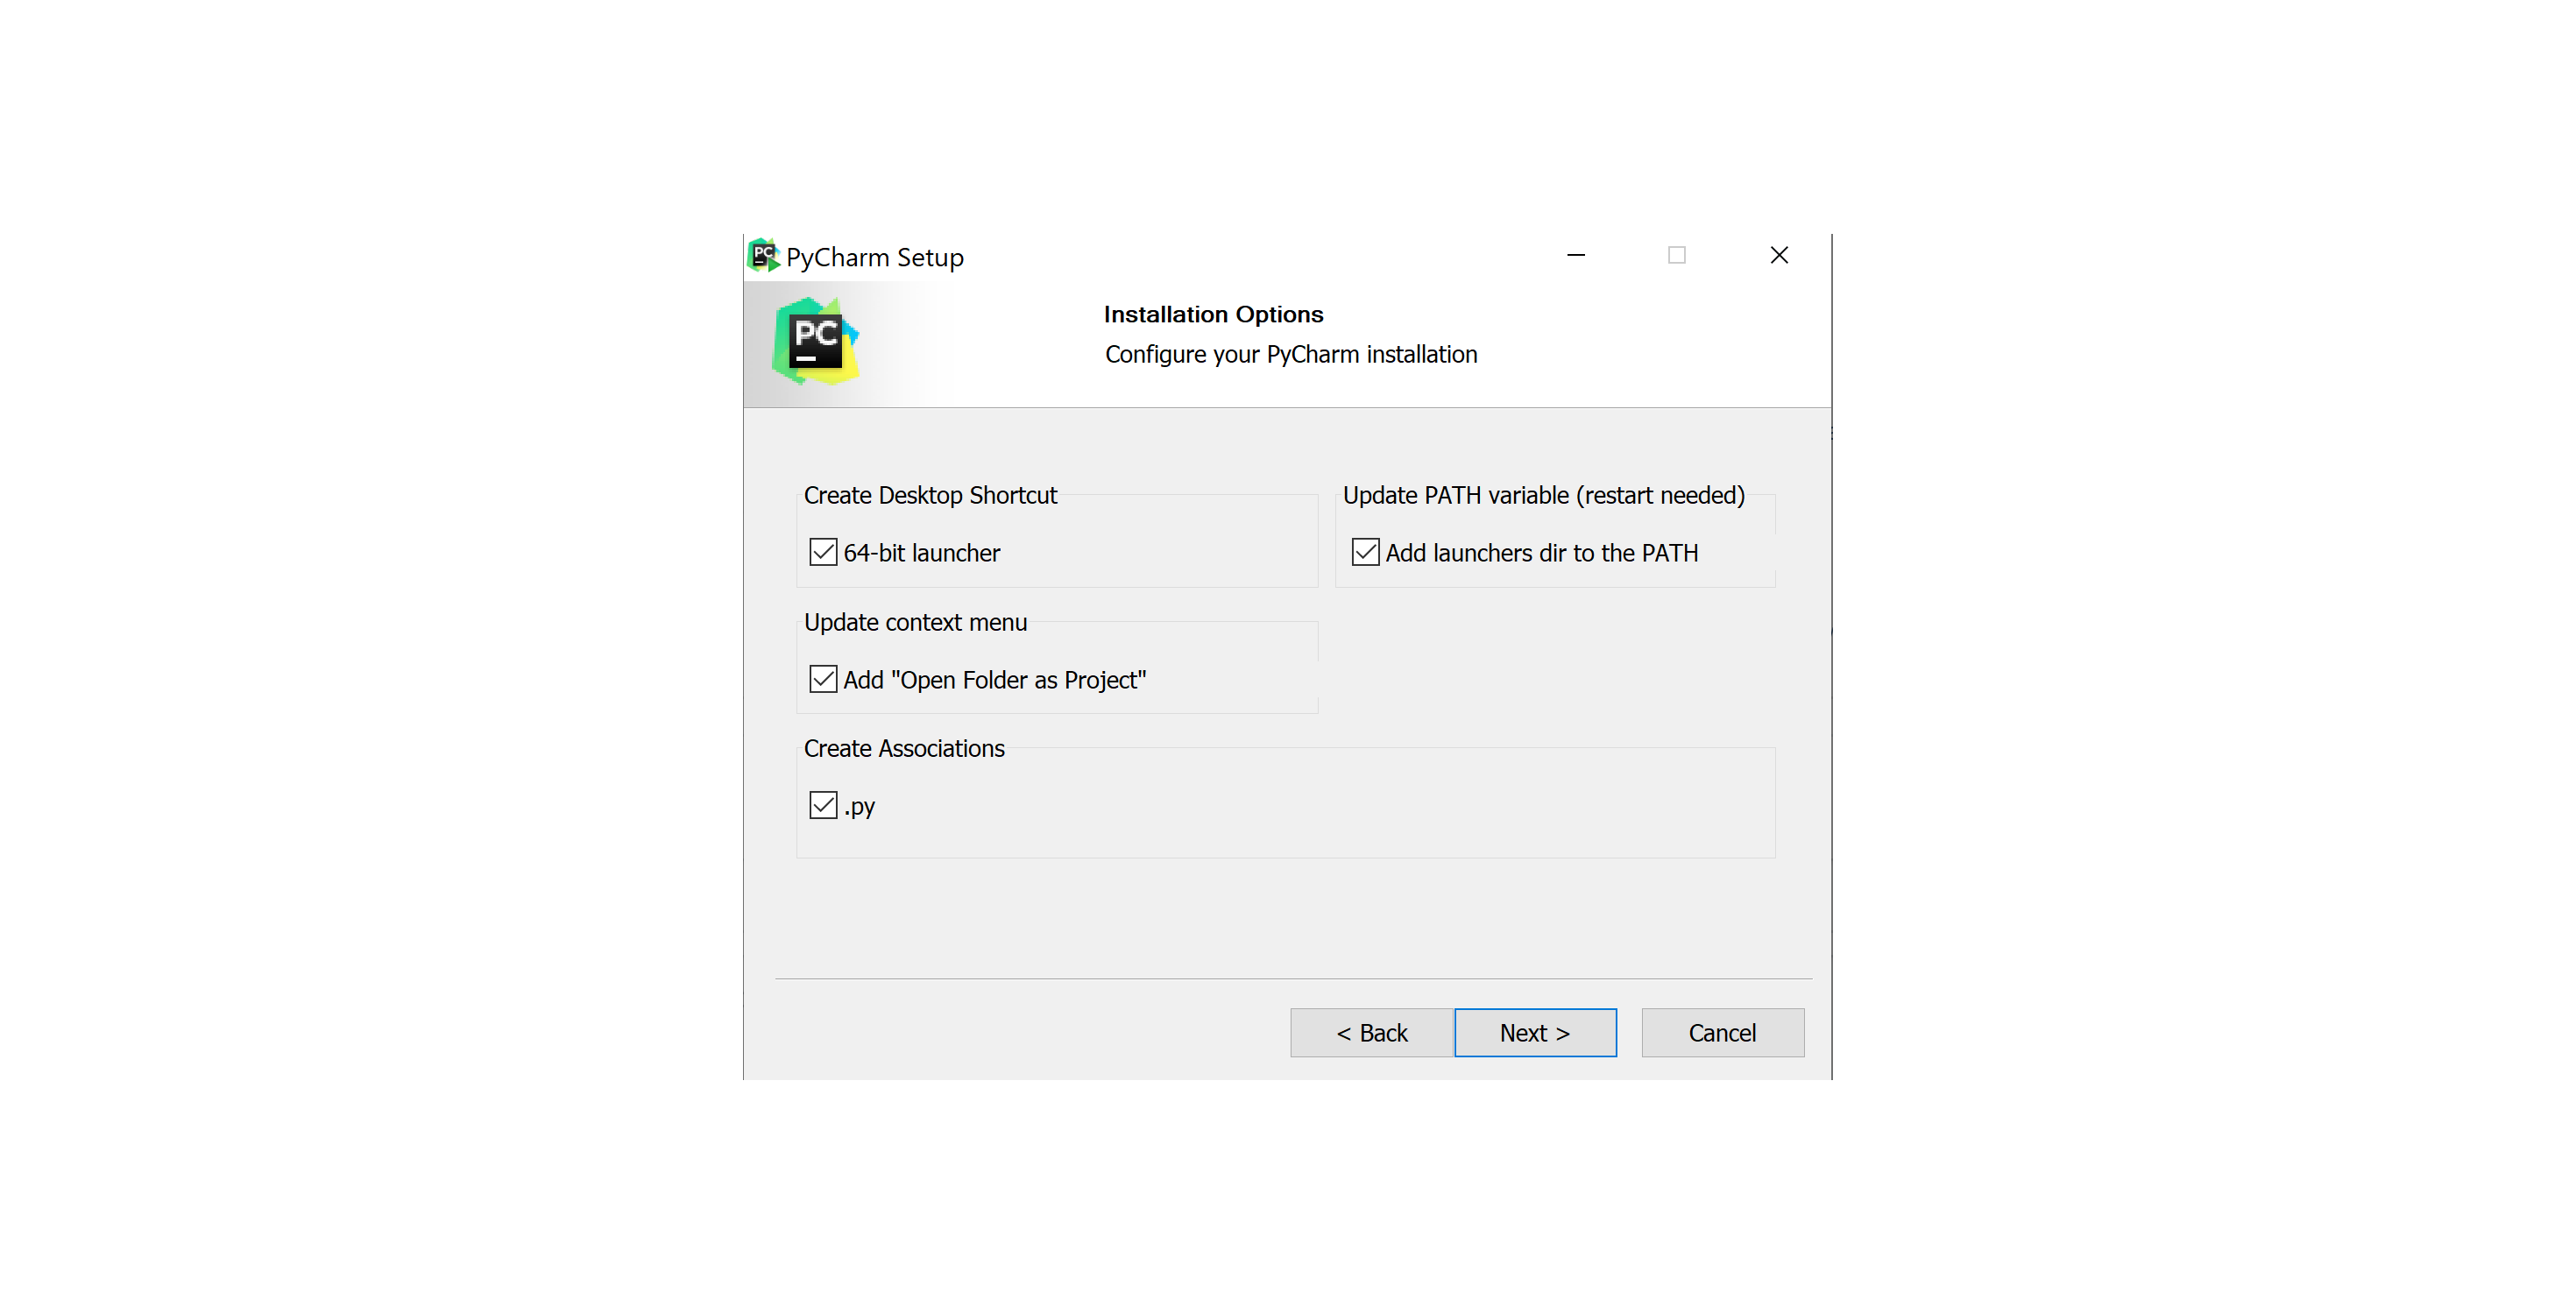 PC
PyCharm Setup
PC
Installation Options
Configure your PyCharm installation
Create Desktop Shortcut
64-bit launcher
Update PATH variable (restart needed)
Add launchers dir to the PATH
Update context menu
Add "Open Folder as Project"
Create Associations
.py
< Back
Next >
Cancel